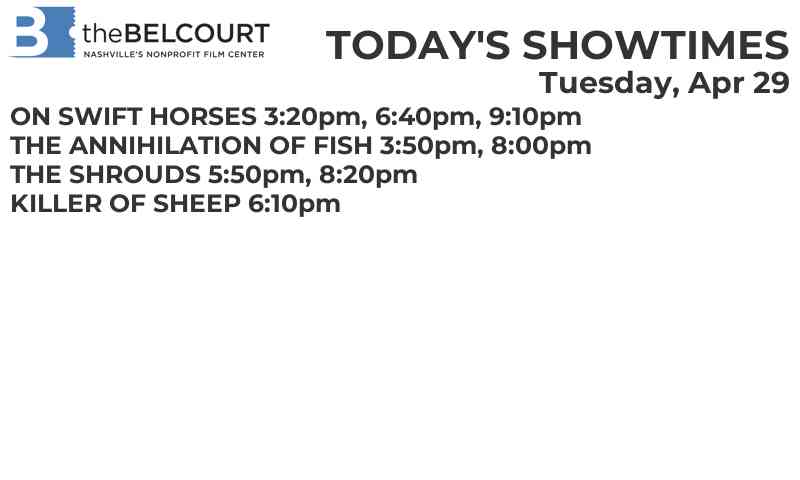 B theBELCOURT
NASHVILLE'S NONPROFIT FILM CENTER
TODAY'S SHOWTIMES
Tuesday, Apr 29
ON SWIFT HORSES 3:20pm, 6:40pm, 9:10pm
THE ANNIHILATION OF FISH 3:50pm, 8:00pm
THE SHROUDS 5:50pm, 8:20pm
KILLER OF SHEEP 6:10pm